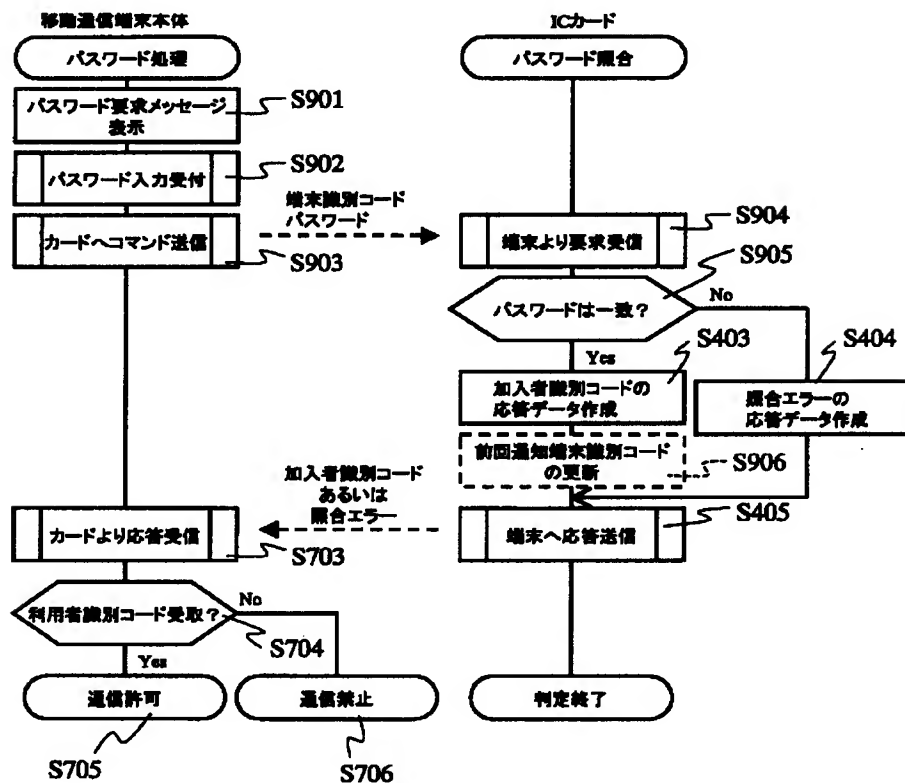 移動通信端末本体
パスワード処理
パスワード要求メッセージ
表示
S901
パスワード入力受付
S902
カードへコマンド送信
S903
端末識別コード
パスワード
ICカード
パスワード照合
端末より要求受信
S904
パスワードは一致?
S905
No
Yes
S403
加入者識別コードの
応答データ作成
S404
照合エラーの
応答データ作成
前回通知端末識別コード
の更新
S906
加入者識別コード
あるいは
照合エラー
端末へ応答送信
S405
カードより応答受信
S703
利用者識別コード受取?
No
S704
Yes
通信許可
通信禁止
判定終了
S705
S706